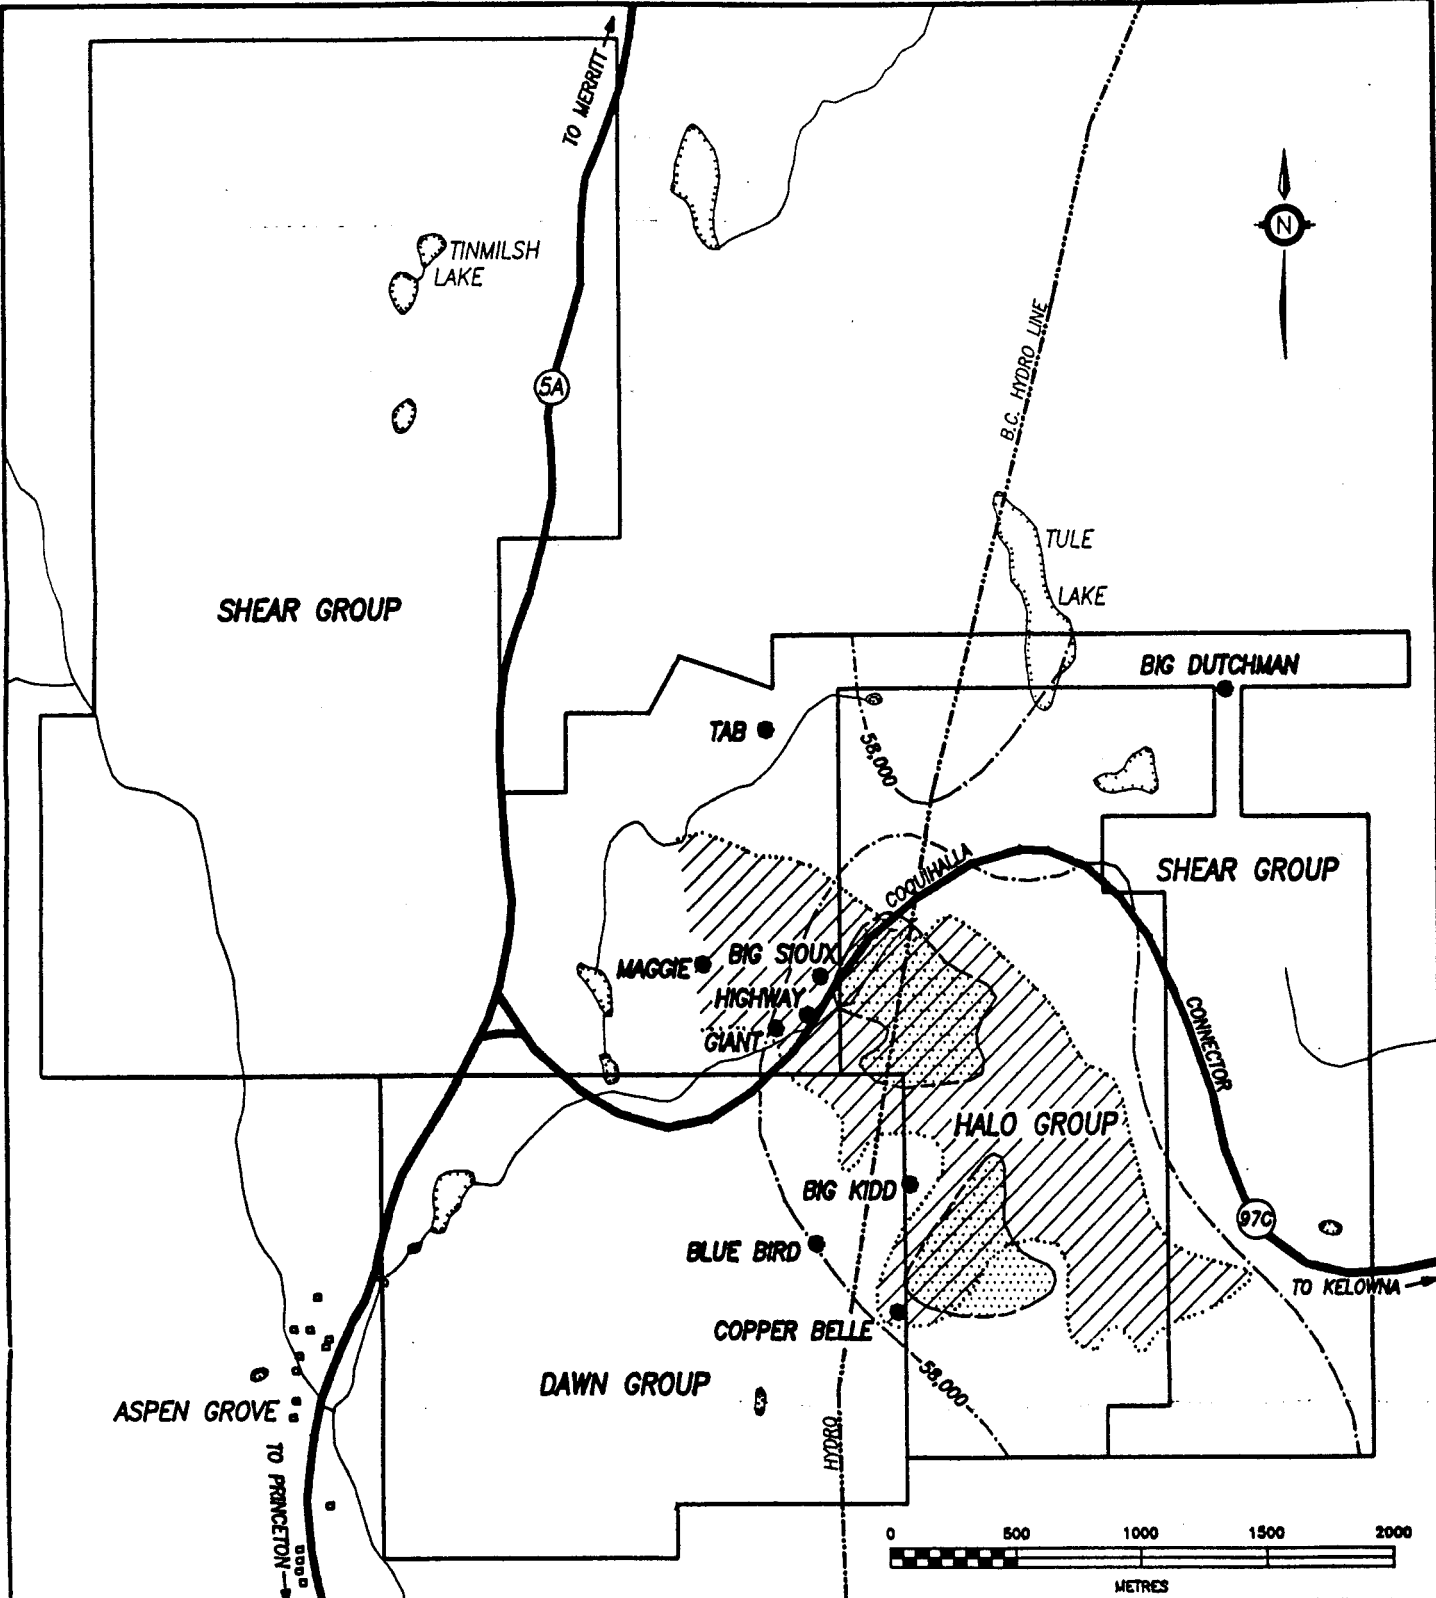 TO MERRITT
N
TINMILSH
LAKE
B.C. HYDRO LINE
5A
TULE
LAKE
SHEAR GROUP
BIG DUTCHMAN
TAB
58,000
COQUIHALLA
SHEAR GROUP
BIG SIOUX
MAGGIE
HIGHWAY
GIANT
CONNECTOR
HALO GROUP
BIG KIDD
97C
BLUE BIRD
TO KELOWNA
COPPER BELLE
58,000
DAWN GROUP
ASPEN GROVE
HYDRO
TO PRINCETON
0 500 1000 1500 2000
METRES